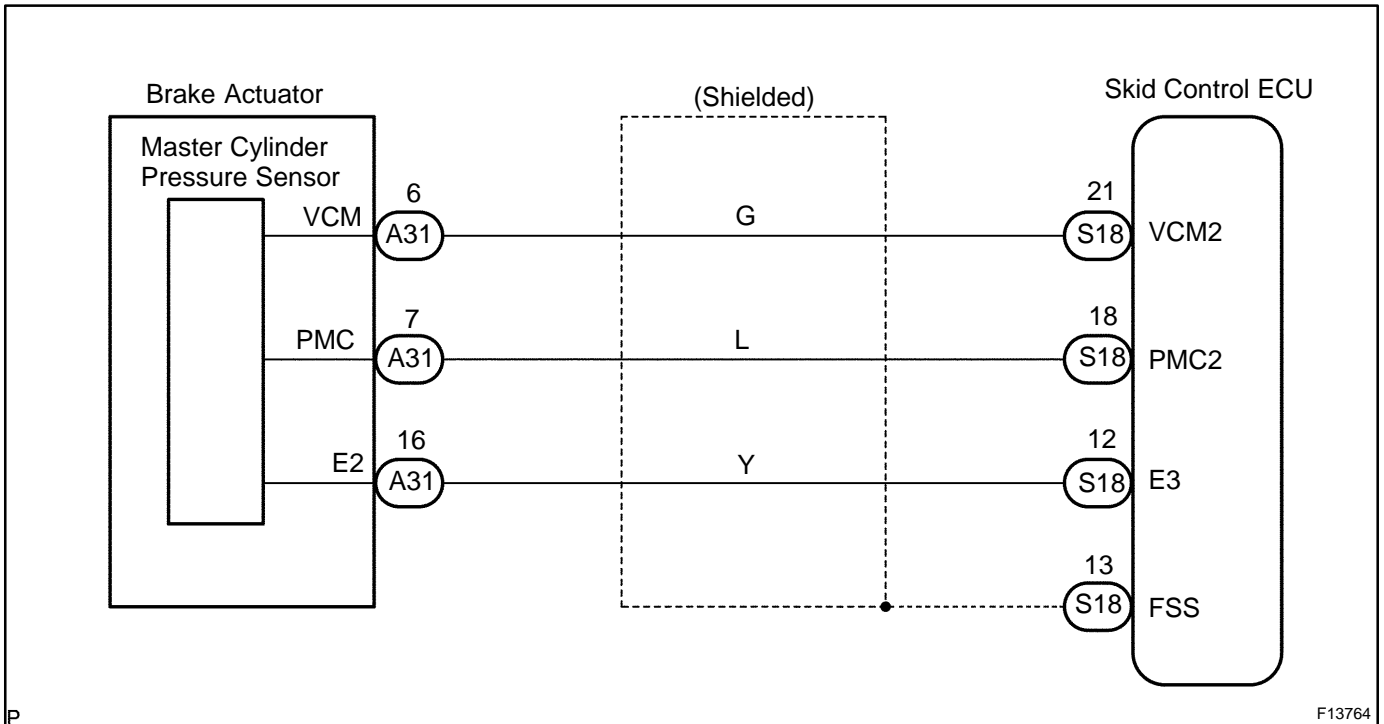 Brake Actuator
(Shielded)
Skid Control ECU
Master Cylinder
Pressure Sensor
VCM
6
A31
G
21
S18
VCM2
PMC
7
A31
L
18
S18
PMC2
E2
16
A31
Y
12
S18
E3
13
S18
FSS
P
F13764